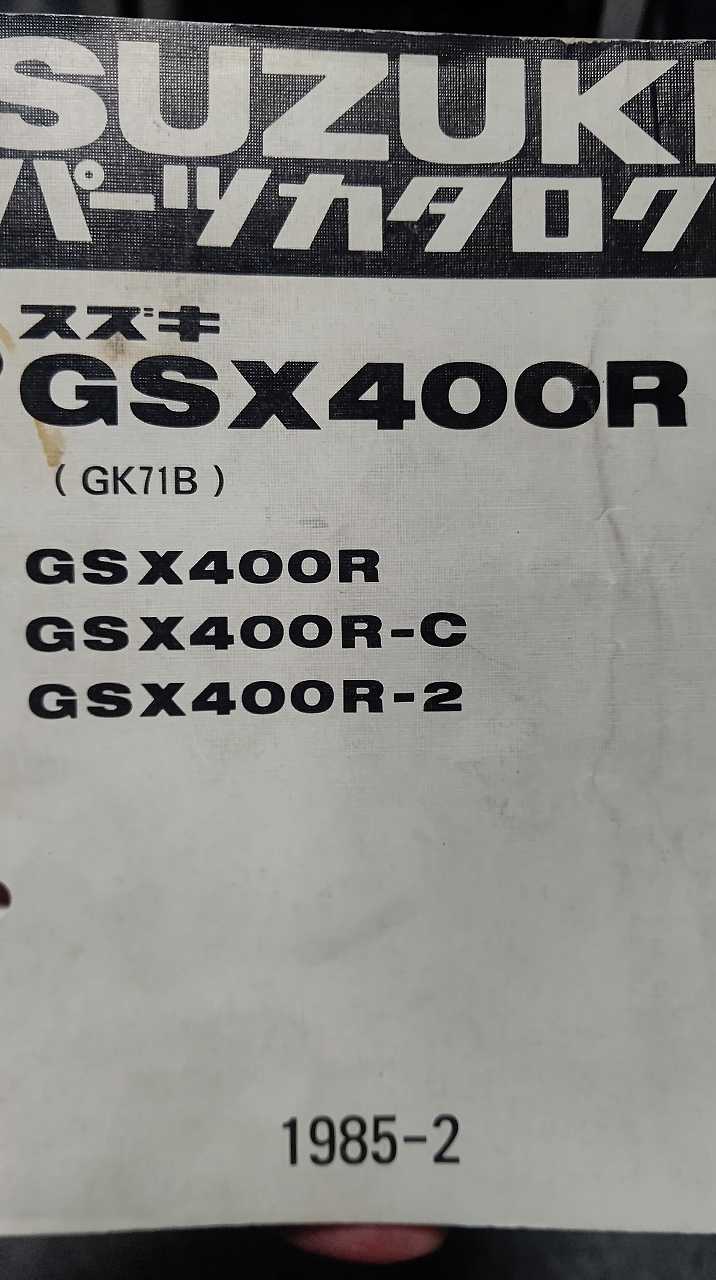 SUZUKI
パーツカタログ
スズキ
GSX400R
( GK71B )
GSX400R
GSX400R-C
GSX400R-2
1985-2